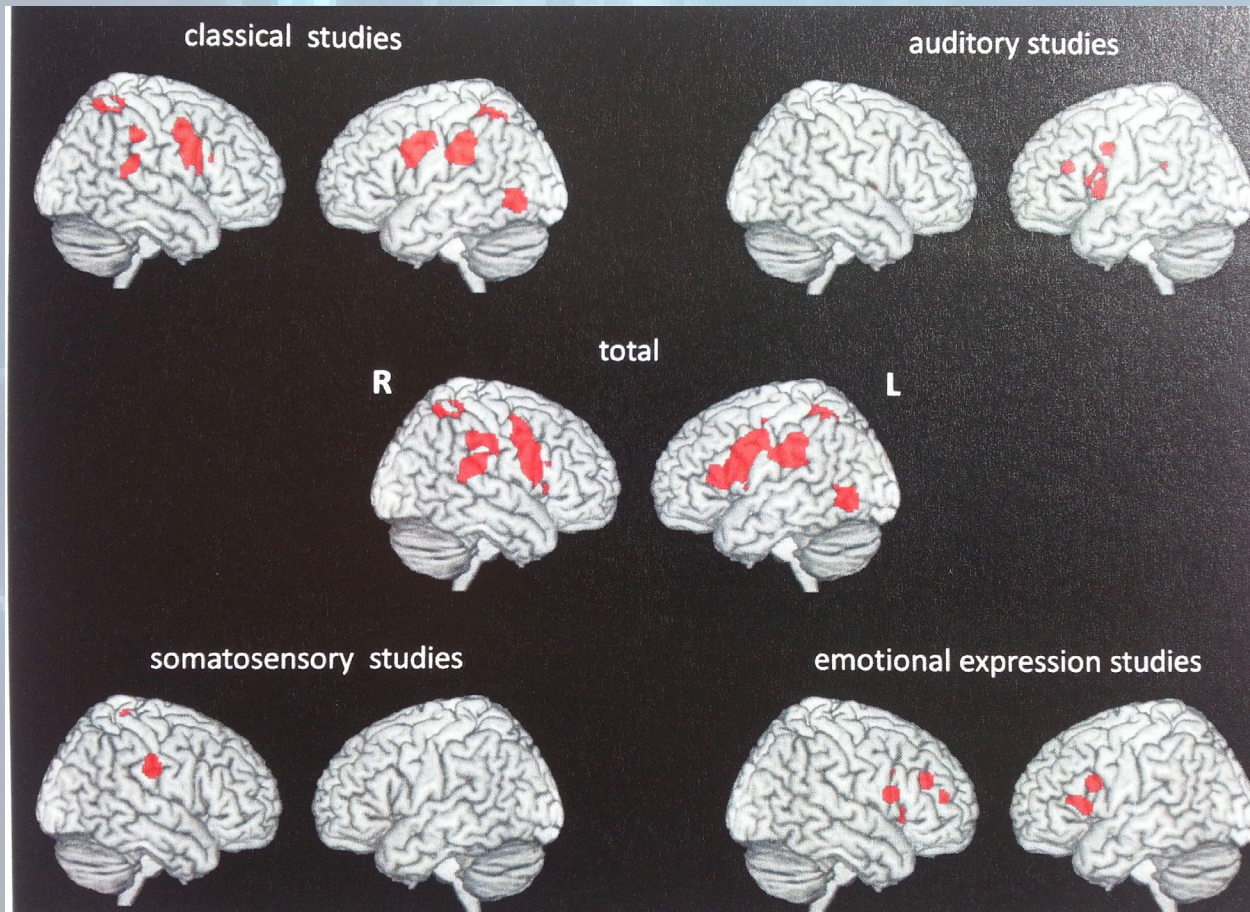 classical studies
auditory studies
total
R
L
somatosensory studies
emotional expression studies